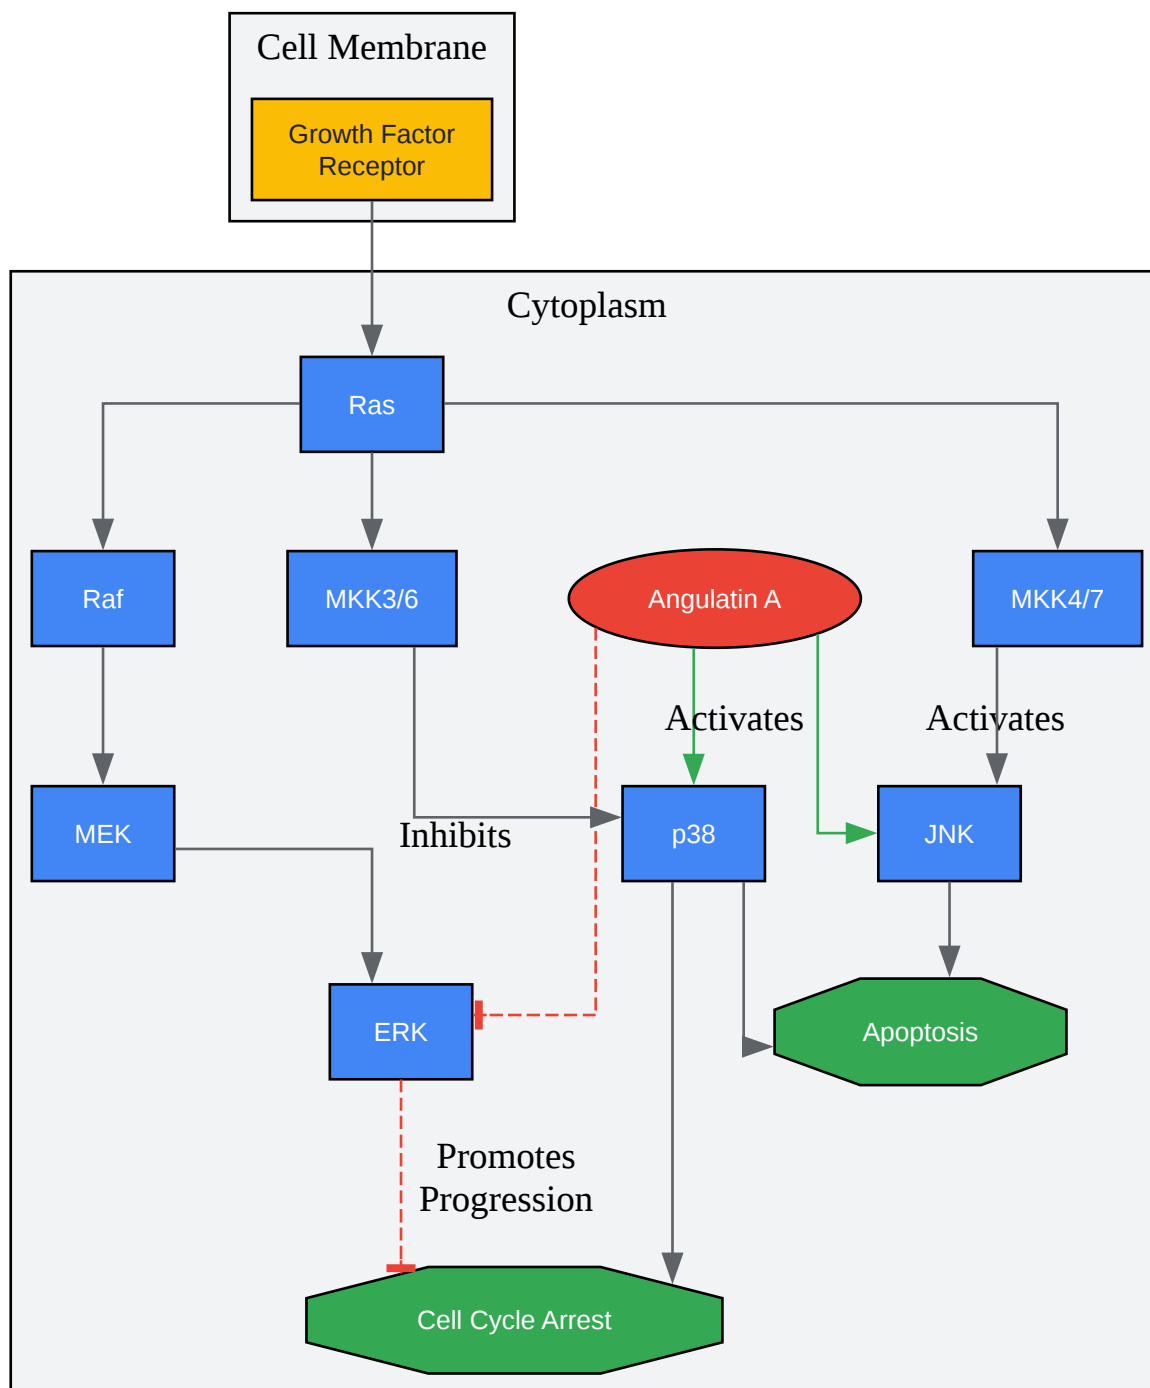 Cell Membrane
Growth Factor
Receptor
Cytoplasm
Ras
Raf
MKK3/6
Angulatin A
MKK4/7
Activates
Activates
MEK
Inhibits
p38
JNK
ERK
Apoptosis
Promotes
Progression
Cell Cycle Arrest